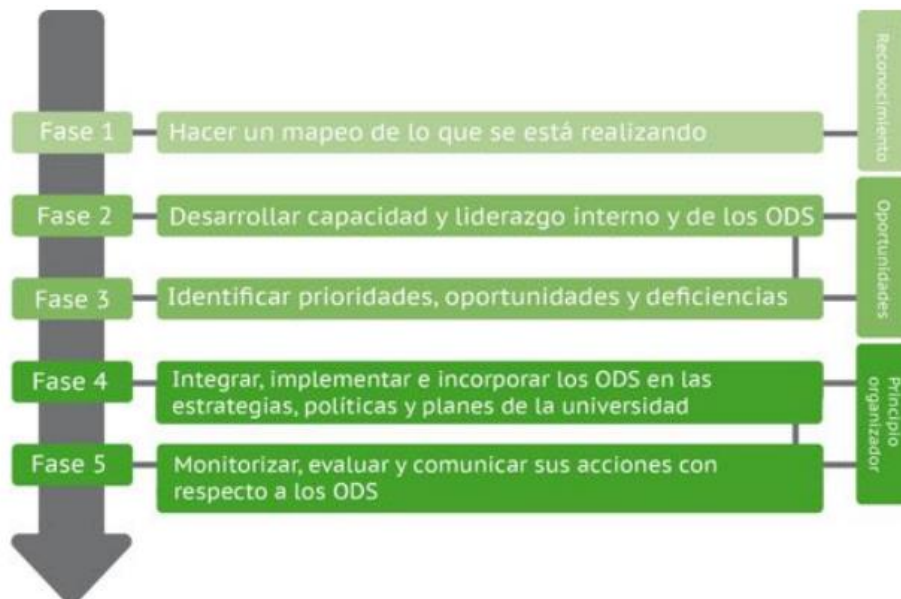 Reconocimiento
Fase 1
Hacer un mapeo de lo que se está realizando
Fase 2
Desarrollar capacidad y liderazgo interno y de los ODS
Oportunidades
Fase 3
Identificar prioridades, oportunidades y deficiencias
Fase 4
Integrar, implementar e incorporar los ODS en las
estrategias, políticas y planes de la universidad
Principio
organizador
Fase 5
Monitorizar, evaluar y comunicar sus acciones con
respecto a los ODS